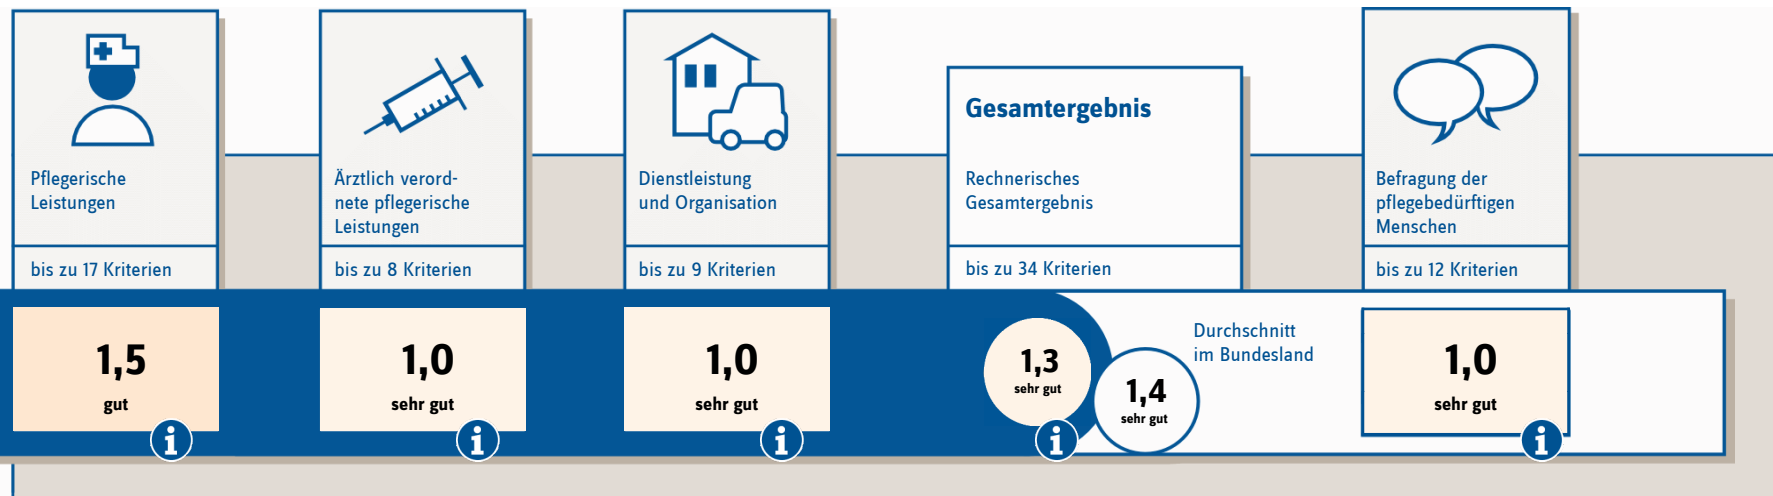 Pflegerische
Leistungen
bis zu 17 Kriterien
1,5
gut
Ärztlich verord-
nete pflegerische
Leistungen
bis zu 8 Kriterien
1,0
sehr gut
Dienstleistung
und Organisation
bis zu 9 Kriterien
1,0
sehr gut
Gesamtergebnis
Rechnerisches
Gesamtergebnis
bis zu 34 Kriterien
1,3
sehr gut
Durchschnitt
im Bundesland
1,4
sehr gut
Befragung der
pflegebedürftigen
Menschen
bis zu 12 Kriterien
1,0
sehr gut